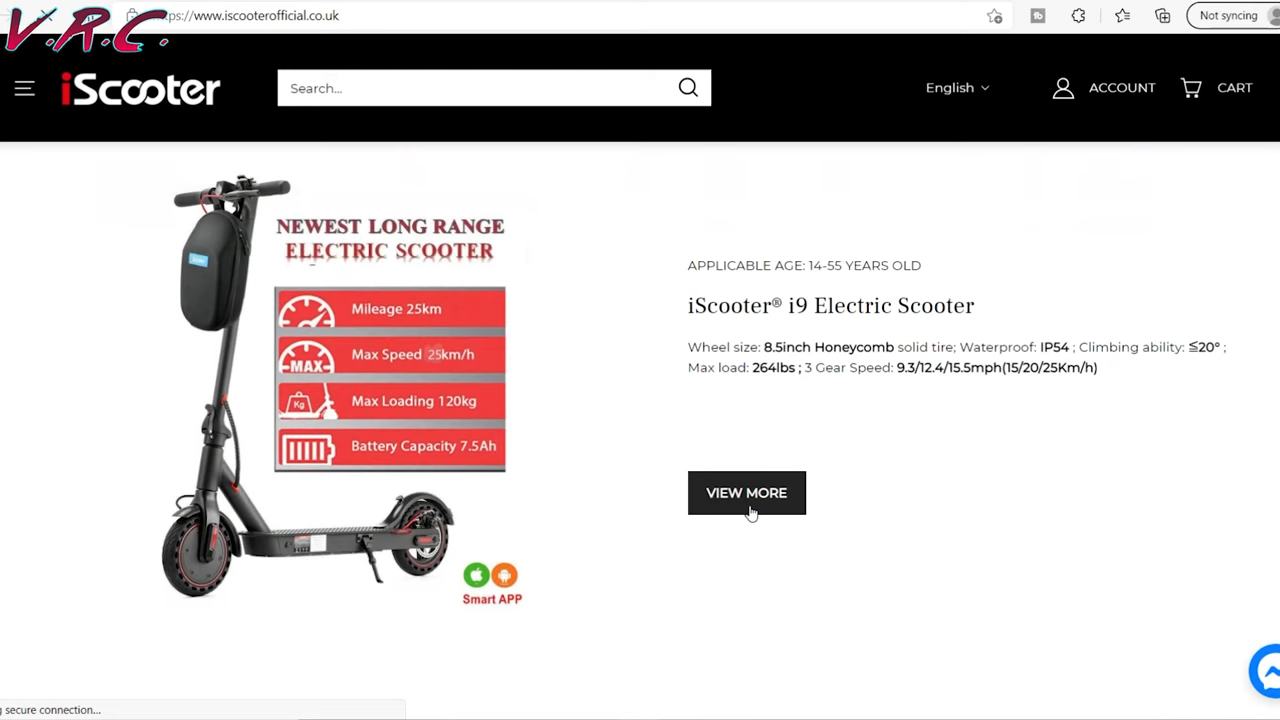 https://www.iscooterofficial.co.uk
Not syncing
V.R.C.
iScooter
Search...
English
ACCOUNT
CART
NEWEST LONG RANGE
ELECTRIC SCOOTER
Mileage 25km
Max Speed 25km/h
MAX
Kg
Max Loading 120kg
Battery Capacity 7.5Ah
Smart APP
APPLICABLE AGE: 14-55 YEARS OLD
iScooter® i9 Electric Scooter
Wheel size: 8.5inch Honeycomb solid tire; Waterproof: IP54 ; Climbing ability: ≦20° ;
Max load: 264lbs ; 3 Gear Speed: 9.3/12.4/15.5mph(15/20/25Km/h)
VIEW MORE
g secure connection...